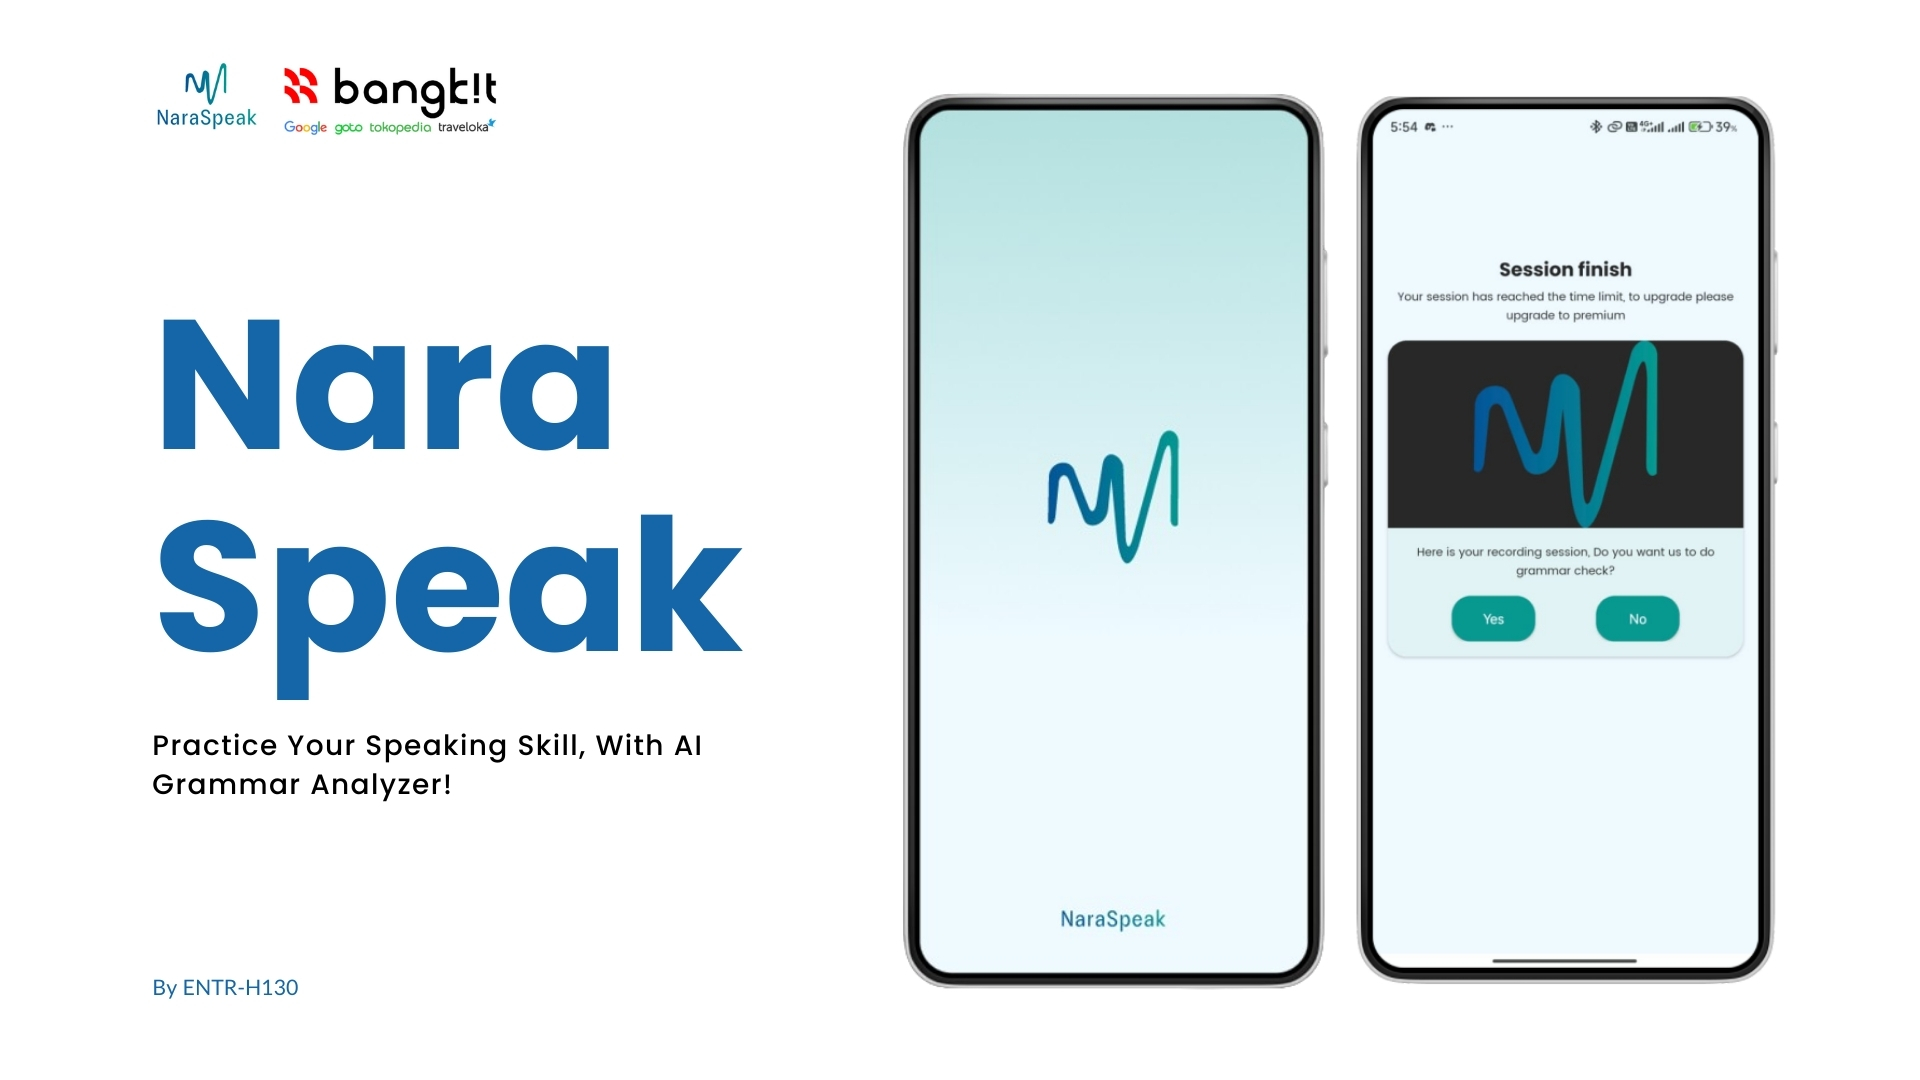 NaraSpeak
bangk!t
Google goto tokopedia traveloka
Nara
Speak
Practice Your Speaking Skill, With AI
Grammar Analyzer!
By ENTR-H130
NaraSpeak
5:54 ··· 4G+ 39%
Session finish
Your session has reached the time limit, to upgrade please
upgrade to premium
Here is your recording session, Do you want us to do
grammar check?
Yes
No